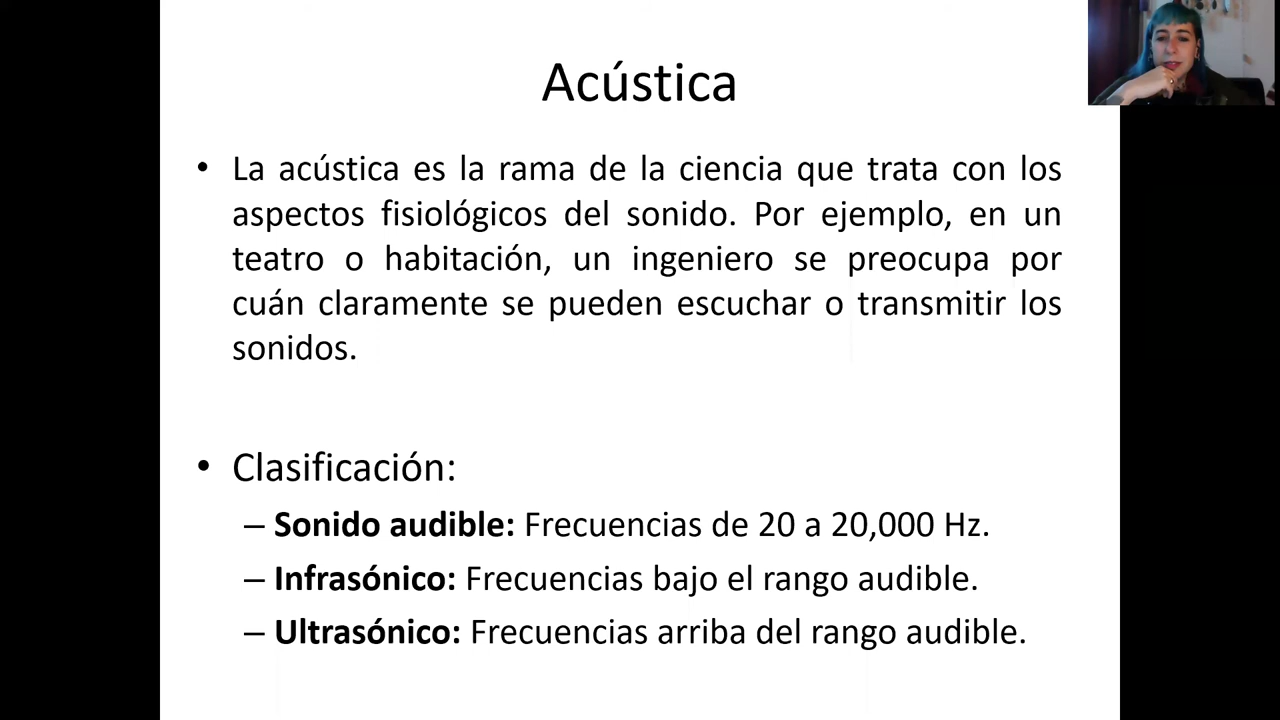 Acústica
• La acústica es la rama de la ciencia que trata con los
aspectos fisiológicos del sonido. Por ejemplo, en un
teatro o habitación, un ingeniero se preocupa por
cuán claramente se pueden escuchar o transmitir los
sonidos.
• Clasificación:
– Sonido audible: Frecuencias de 20 a 20,000 Hz.
– Infrasónico: Frecuencias bajo el rango audible.
– Ultrasónico: Frecuencias arriba del rango audible.